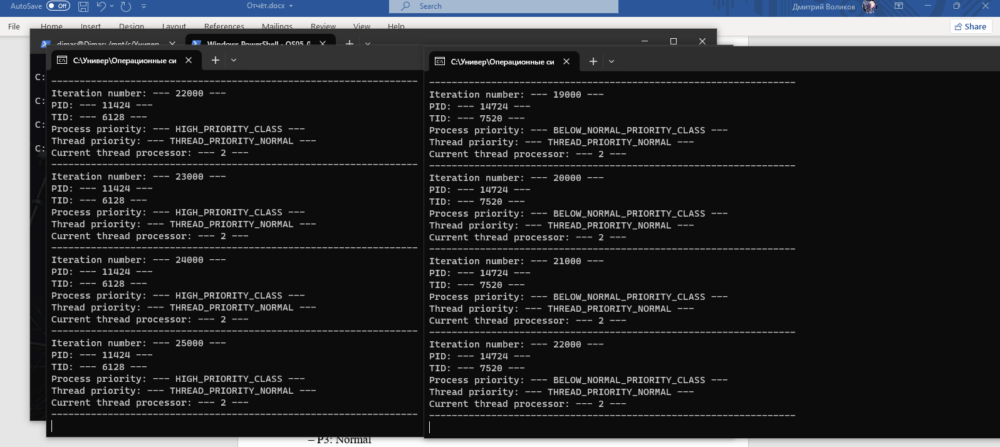 AutoSave Off Отчёт.docx Search Дмитрий Воликов
File Home Insert Design Layout References Mailings Review View Help Share
dimas@Dimas: /mnt/c/Универ Windows PowerShell - OS05_0
C:\Универ\Операционные си
C:
C:
C:
C:
------------------------------------------------------------------
Iteration number: --- 22000 ---
PID: --- 11424 ---
TID: --- 6128 ---
Process priority: --- HIGH_PRIORITY_CLASS ---
Thread priority: --- THREAD_PRIORITY_NORMAL ---
Current thread processor: --- 2 ---
------------------------------------------------------------------
Iteration number: --- 23000 ---
PID: --- 11424 ---
TID: --- 6128 ---
Process priority: --- HIGH_PRIORITY_CLASS ---
Thread priority: --- THREAD_PRIORITY_NORMAL ---
Current thread processor: --- 2 ---
------------------------------------------------------------------
Iteration number: --- 24000 ---
PID: --- 11424 ---
TID: --- 6128 ---
Process priority: --- HIGH_PRIORITY_CLASS ---
Thread priority: --- THREAD_PRIORITY_NORMAL ---
Current thread processor: --- 2 ---
------------------------------------------------------------------
Iteration number: --- 25000 ---
PID: --- 11424 ---
TID: --- 6128 ---
Process priority: --- HIGH_PRIORITY_CLASS ---
Thread priority: --- THREAD_PRIORITY_NORMAL ---
Current thread processor: --- 2 ---
------------------------------------------------------------------
C:\Универ\Операционные си
------------------------------------------------------------------
Iteration number: --- 19000 ---
PID: --- 14724 ---
TID: --- 7520 ---
Process priority: --- BELOW_NORMAL_PRIORITY_CLASS ---
Thread priority: --- THREAD_PRIORITY_NORMAL ---
Current thread processor: --- 2 ---
------------------------------------------------------------------
Iteration number: --- 20000 ---
PID: --- 14724 ---
TID: --- 7520 ---
Process priority: --- BELOW_NORMAL_PRIORITY_CLASS ---
Thread priority: --- THREAD_PRIORITY_NORMAL ---
Current thread processor: --- 2 ---
------------------------------------------------------------------
Iteration number: --- 21000 ---
PID: --- 14724 ---
TID: --- 7520 ---
Process priority: --- BELOW_NORMAL_PRIORITY_CLASS ---
Thread priority: --- THREAD_PRIORITY_NORMAL ---
Current thread processor: --- 2 ---
------------------------------------------------------------------
Iteration number: --- 22000 ---
PID: --- 14724 ---
TID: --- 7520 ---
Process priority: --- BELOW_NORMAL_PRIORITY_CLASS ---
Thread priority: --- THREAD_PRIORITY_NORMAL ---
Current thread processor: --- 2 ---
------------------------------------------------------------------
– P3: Normal